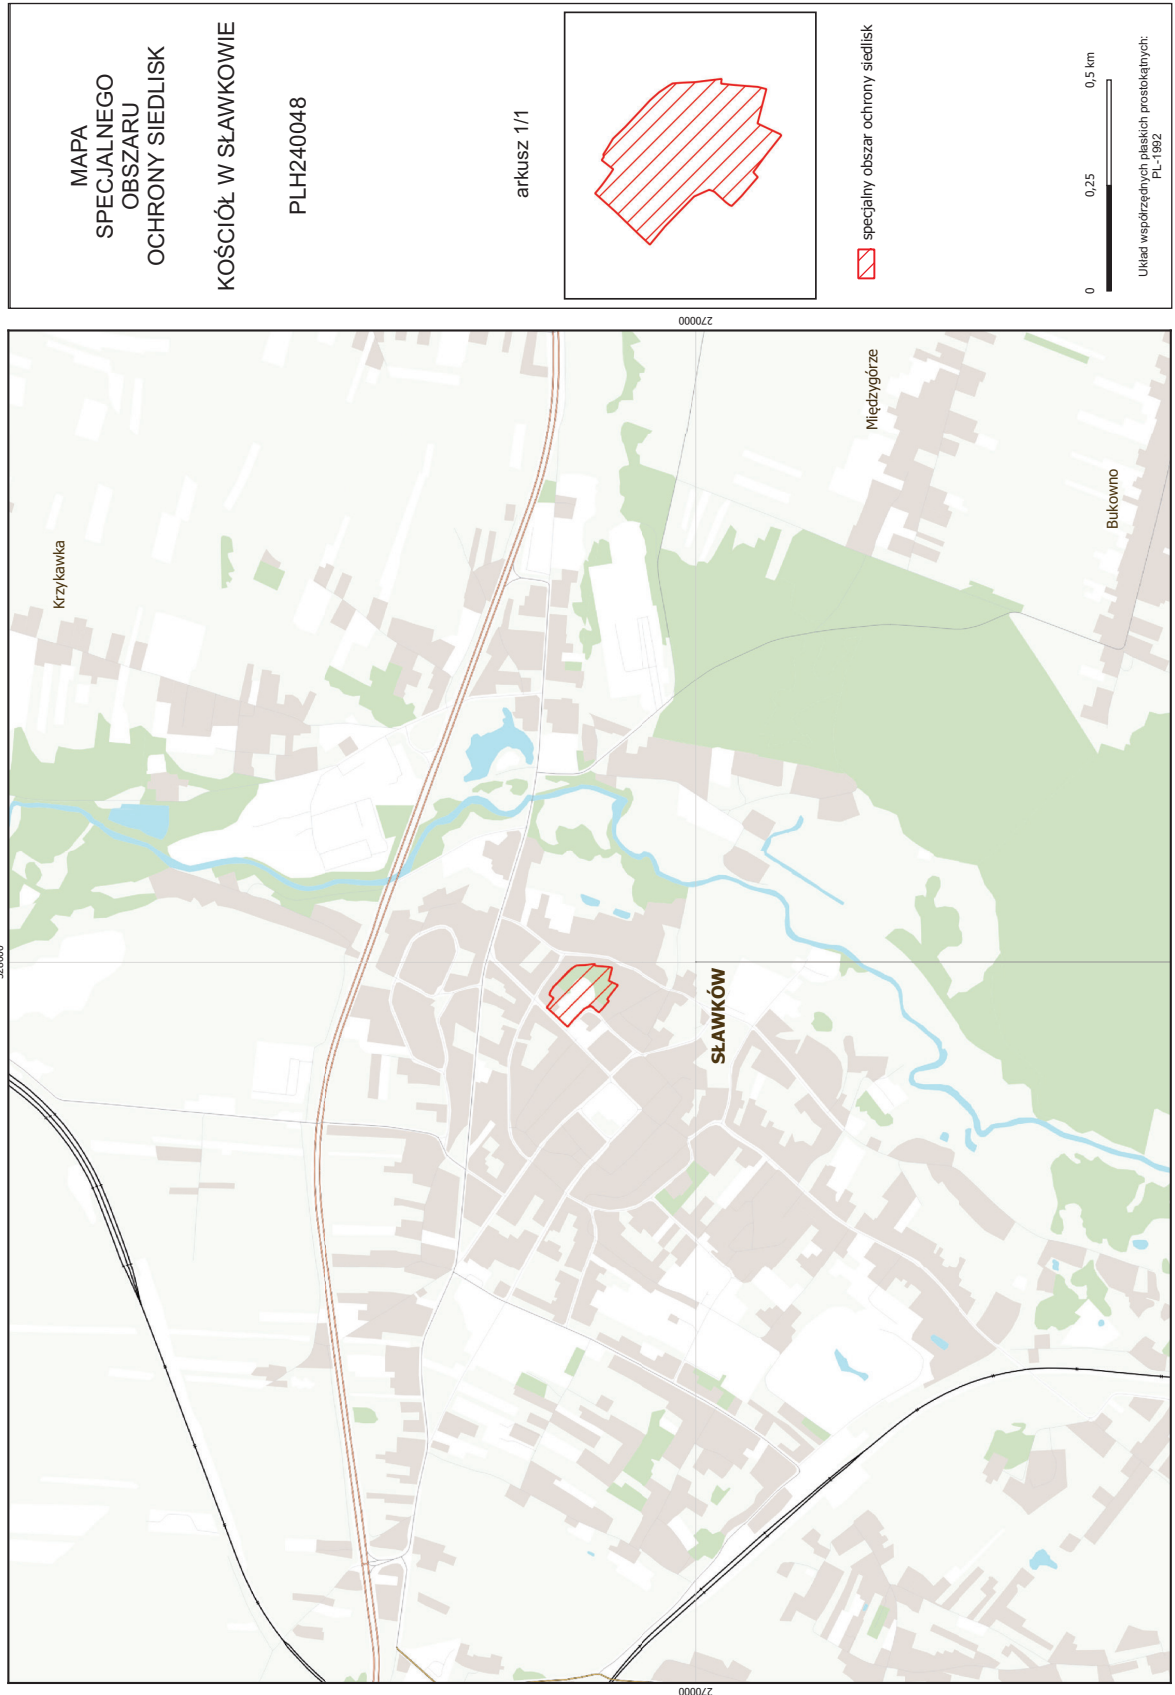 MAPA
SPECJALNEGO
OBSZARU
OCHRONY SIEDLISK
KOŚCIÓŁ W SŁAWKOWIE
PLH240048
arkusz 1/1
specjalny obszar ochrony siedlisk
0 0,25 0,5 km
Układ współrzędnych płaskich prostokątnych:
PL-1992
270000
Krzykawka
Międzygórze
Bukowno
SŁAWKÓW
270000